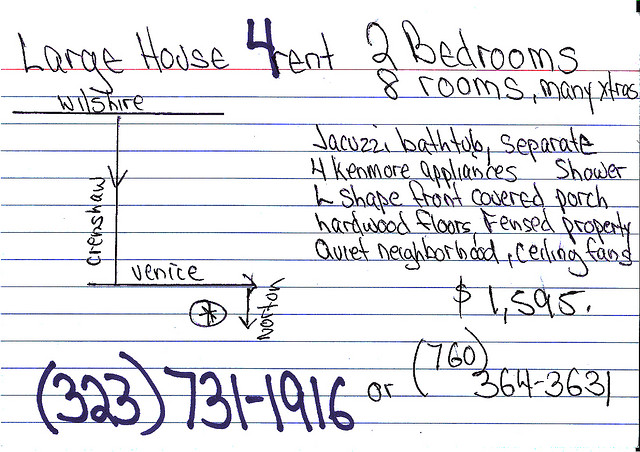 Large House 4 rent 2 Bedrooms
8 rooms, many xtras
wilshire
crenshaw
venice
norton
Jacuzzi bathtub, separate
4 Kenmore appliances Shower
L shape front covered porch
hardwood floors, Fensed property
Quiet neighborhood, ceiling fans
$ 1,595.
(323) 731-1916 or (760) 364-3631